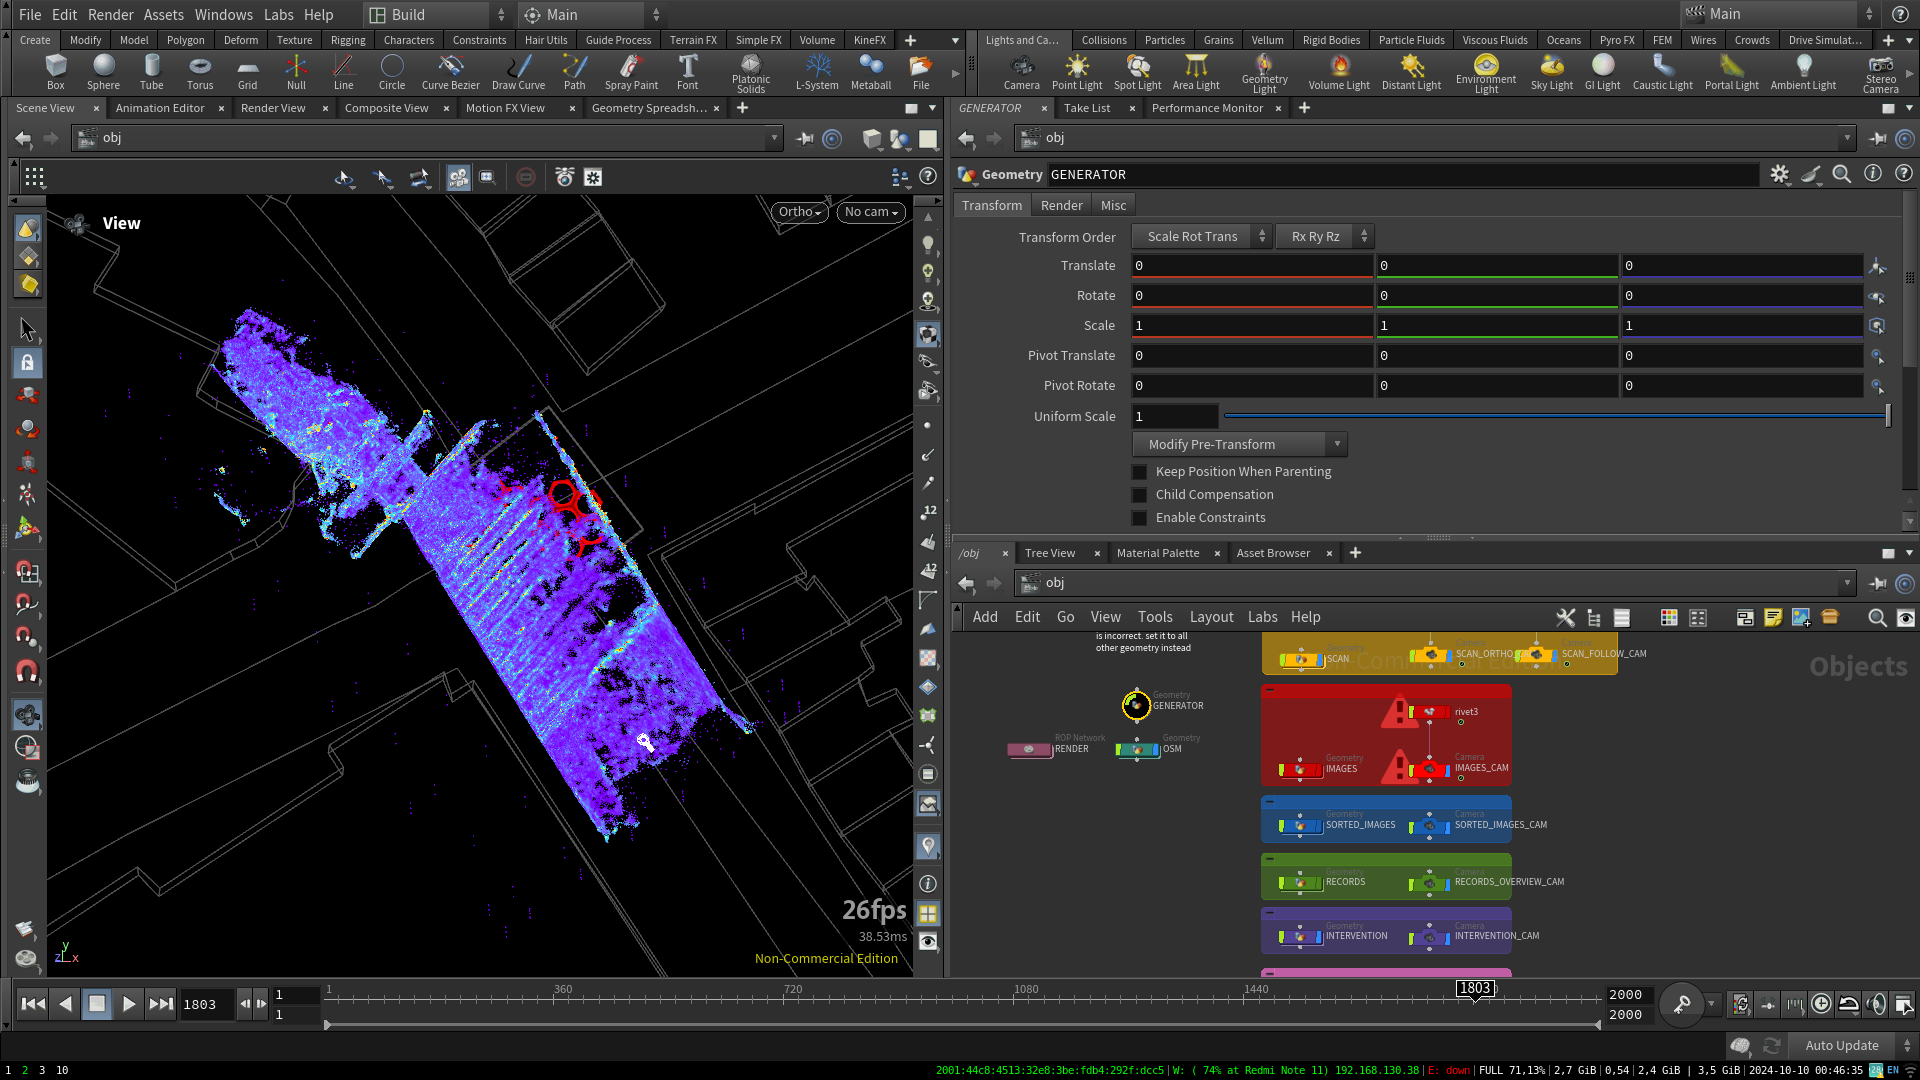 File Edit Render Assets Windows Labs Help Build Main Main
Create Modify Model Polygon Deform Texture Rigging Characters Constraints Hair Utils Guide Process Terrain FX Simple FX Volume KineFX
Lights and Ca... Collisions Particles Grains Vellum Rigid Bodies Particle Fluids Viscous Fluids Oceans Pyro FX FEM Wires Crowds Drive Simulat...
Box Sphere Tube Torus Grid Null Line Circle Curve Bezier Draw Curve Path Spray Paint Font Platonic Solids L-System Metaball File
Camera Point Light Spot Light Area Light Geometry Light Volume Light Distant Light Environment Light Sky Light GI Light Caustic Light Portal Light Ambient Light Stereo Camera
Scene View Animation Editor Render View Composite View Motion FX View Geometry Spreadsh...
GENERATOR Take List Performance Monitor
obj
obj
Geometry GENERATOR
Transform Render Misc
View
Ortho No cam
Transform Order Scale Rot Trans Rx Ry Rz
Translate 0 0 0
Rotate 0 0 0
Scale 1 1 1
Pivot Translate 0 0 0
Pivot Rotate 0 0 0
Uniform Scale 1
Modify Pre-Transform
Keep Position When Parenting
Child Compensation
Enable Constraints
12
12
/obj Tree View Material Palette Asset Browser
obj
Add Edit Go View Tools Layout Labs Help
is incorrect. set it to all
other geometry instead
Objects
SCAN
Camera
SCAN_ORTHO
Camera
SCAN_FOLLOW_CAM
Geometry
GENERATOR
ROP Network
RENDER
Geometry
OSM
rivet3
Geometry
IMAGES
Camera
IMAGES_CAM
Geometry
SORTED_IMAGES
Camera
SORTED_IMAGES_CAM
Geometry
RECORDS
Camera
RECORDS_OVERVIEW_CAM
Geometry
INTERVENTION
Camera
INTERVENTION_CAM
26fps
38.53ms
Non-Commercial Edition
y
z x
1803
1
1
1 360 720 1080 1440 1803
2000
2000
Auto Update
1 2 3 10
2001:44c8:4513:32e8:3be:fdb4:292f:dcc5| W: ( 74% at Redmi Note 11) 192.168.130.38| E: down| FULL 71,13%| 2,7 GiB| 0,54 | 2,4 GiB | 3,5 GiB| 2024-10-10 00:46:35 EN